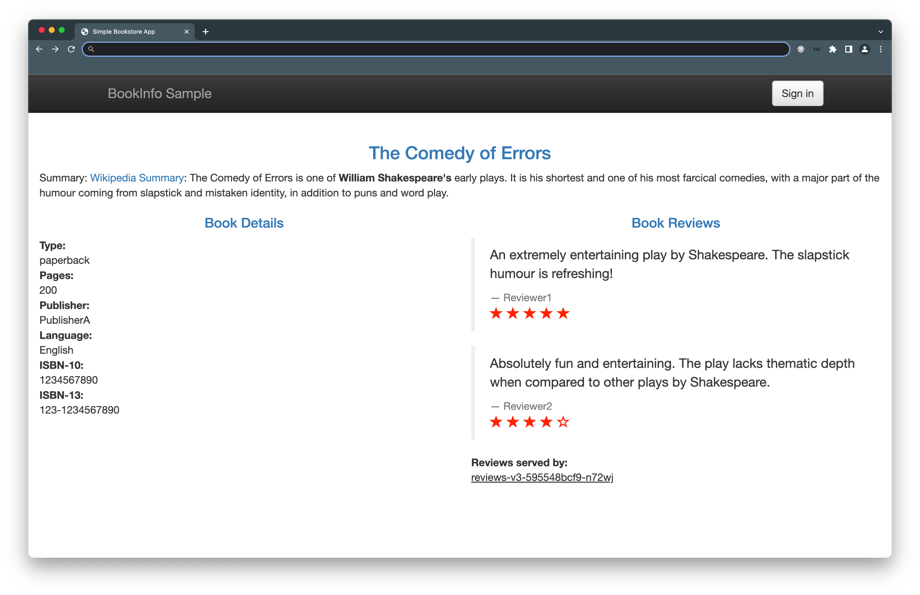 Simple Bookstore App
BookInfo Sample
Sign in
The Comedy of Errors
Summary: Wikipedia Summary: The Comedy of Errors is one of William Shakespeare's early plays. It is his shortest and one of his most farcical comedies, with a major part of the
humour coming from slapstick and mistaken identity, in addition to puns and word play.
Book Details
Type:
paperback
Pages:
200
Publisher:
PublisherA
Language:
English
ISBN-10:
1234567890
ISBN-13:
123-1234567890
Book Reviews
An extremely entertaining play by Shakespeare. The slapstick
humour is refreshing!
— Reviewer1
Absolutely fun and entertaining. The play lacks thematic depth
when compared to other plays by Shakespeare.
— Reviewer2
Reviews served by:
reviews-v3-595548bcf9-n72wj